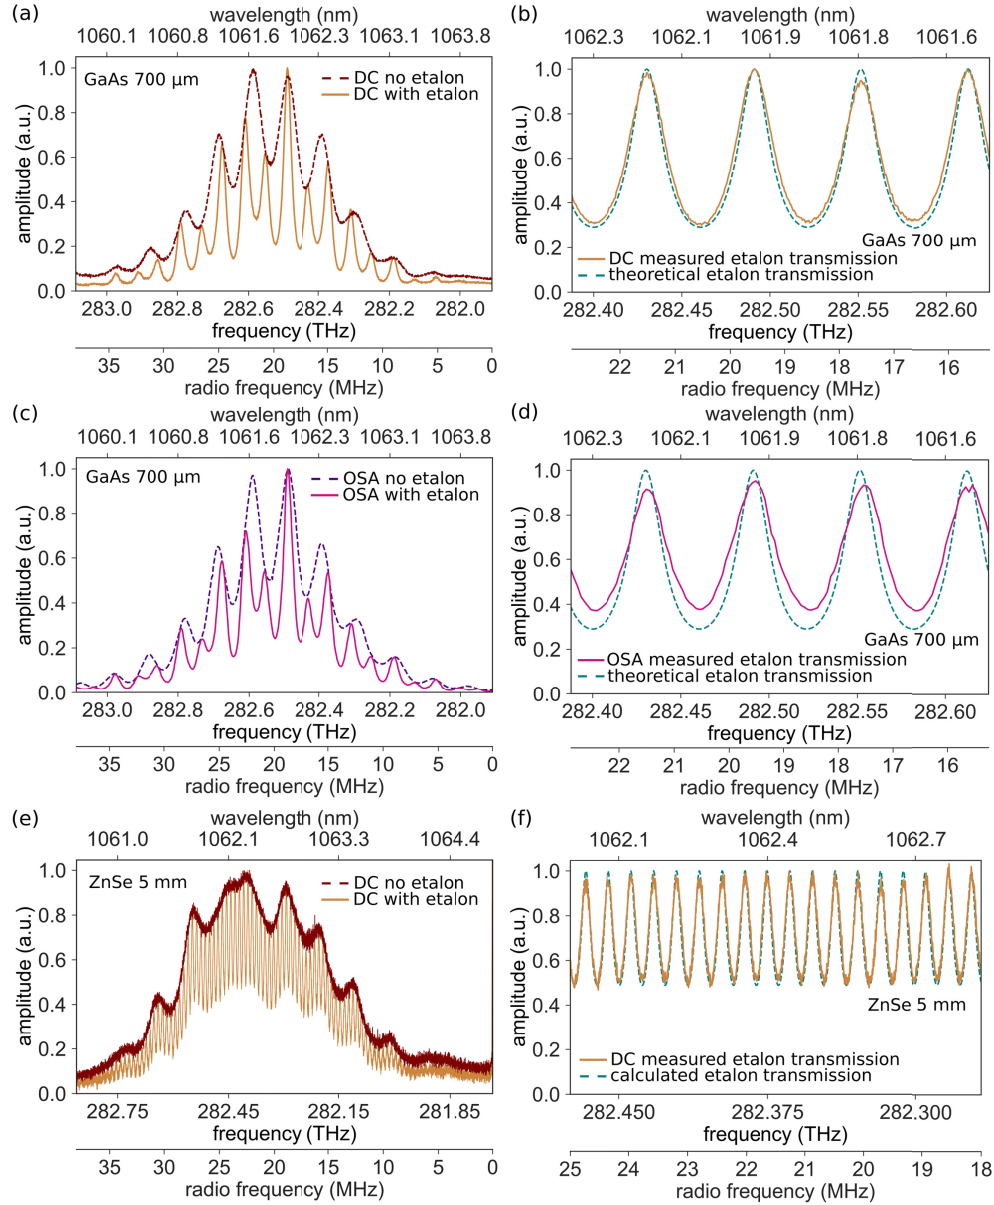 (a)
wavelength (nm)
1060.1 1060.8 1061.6 1062.3 1063.1 1063.8
GaAs 700 µm
DC no etalon
DC with etalon
amplitude (a.u.)
1.0
0.8
0.6
0.4
0.2
0.0
283.0 282.8 282.6 282.4 282.2 282.0
frequency (THz)
35 30 25 20 15 10 5 0
radio frequency (MHz)
(b)
wavelength (nm)
1062.3 1062.1 1061.9 1061.8 1061.6
amplitude (a.u.)
1.0
0.8
0.6
0.4
0.2
0.0
GaAs 700 µm
DC measured etalon transmission
theoretical etalon transmission
282.40 282.45 282.50 282.55 282.60
frequency (THz)
22 21 20 19 18 17 16
radio frequency (MHz)
(c)
wavelength (nm)
1060.1 1060.8 1061.6 1062.3 1063.1 1063.8
GaAs 700 µm
OSA no etalon
OSA with etalon
amplitude (a.u.)
1.0
0.8
0.6
0.4
0.2
0.0
283.0 282.8 282.6 282.4 282.2 282.0
frequency (THz)
35 30 25 20 15 10 5 0
radio frequency (MHz)
(d)
wavelength (nm)
1062.3 1062.1 1061.9 1061.8 1061.6
amplitude (a.u.)
1.0
0.8
0.6
0.4
0.2
0.0
GaAs 700 µm
OSA measured etalon transmission
theoretical etalon transmission
282.40 282.45 282.50 282.55 282.60
frequency (THz)
22 21 20 19 18 17 16
radio frequency (MHz)
(e)
wavelength (nm)
1061.0 1062.1 1063.3 1064.4
ZnSe 5 mm
DC no etalon
DC with etalon
amplitude (a.u.)
1.0
0.8
0.6
0.4
0.2
0.0
282.75 282.45 282.15 281.85
frequency (THz)
35 30 25 20 15 10 5 0
radio frequency (MHz)
(f)
wavelength (nm)
1062.1 1062.4 1062.7
amplitude (a.u.)
1.0
0.8
0.6
0.4
0.2
0.0
ZnSe 5 mm
DC measured etalon transmission
calculated etalon transmission
282.450 282.375 282.300
frequency (THz)
25 24 23 22 21 20 19 18
radio frequency (MHz)